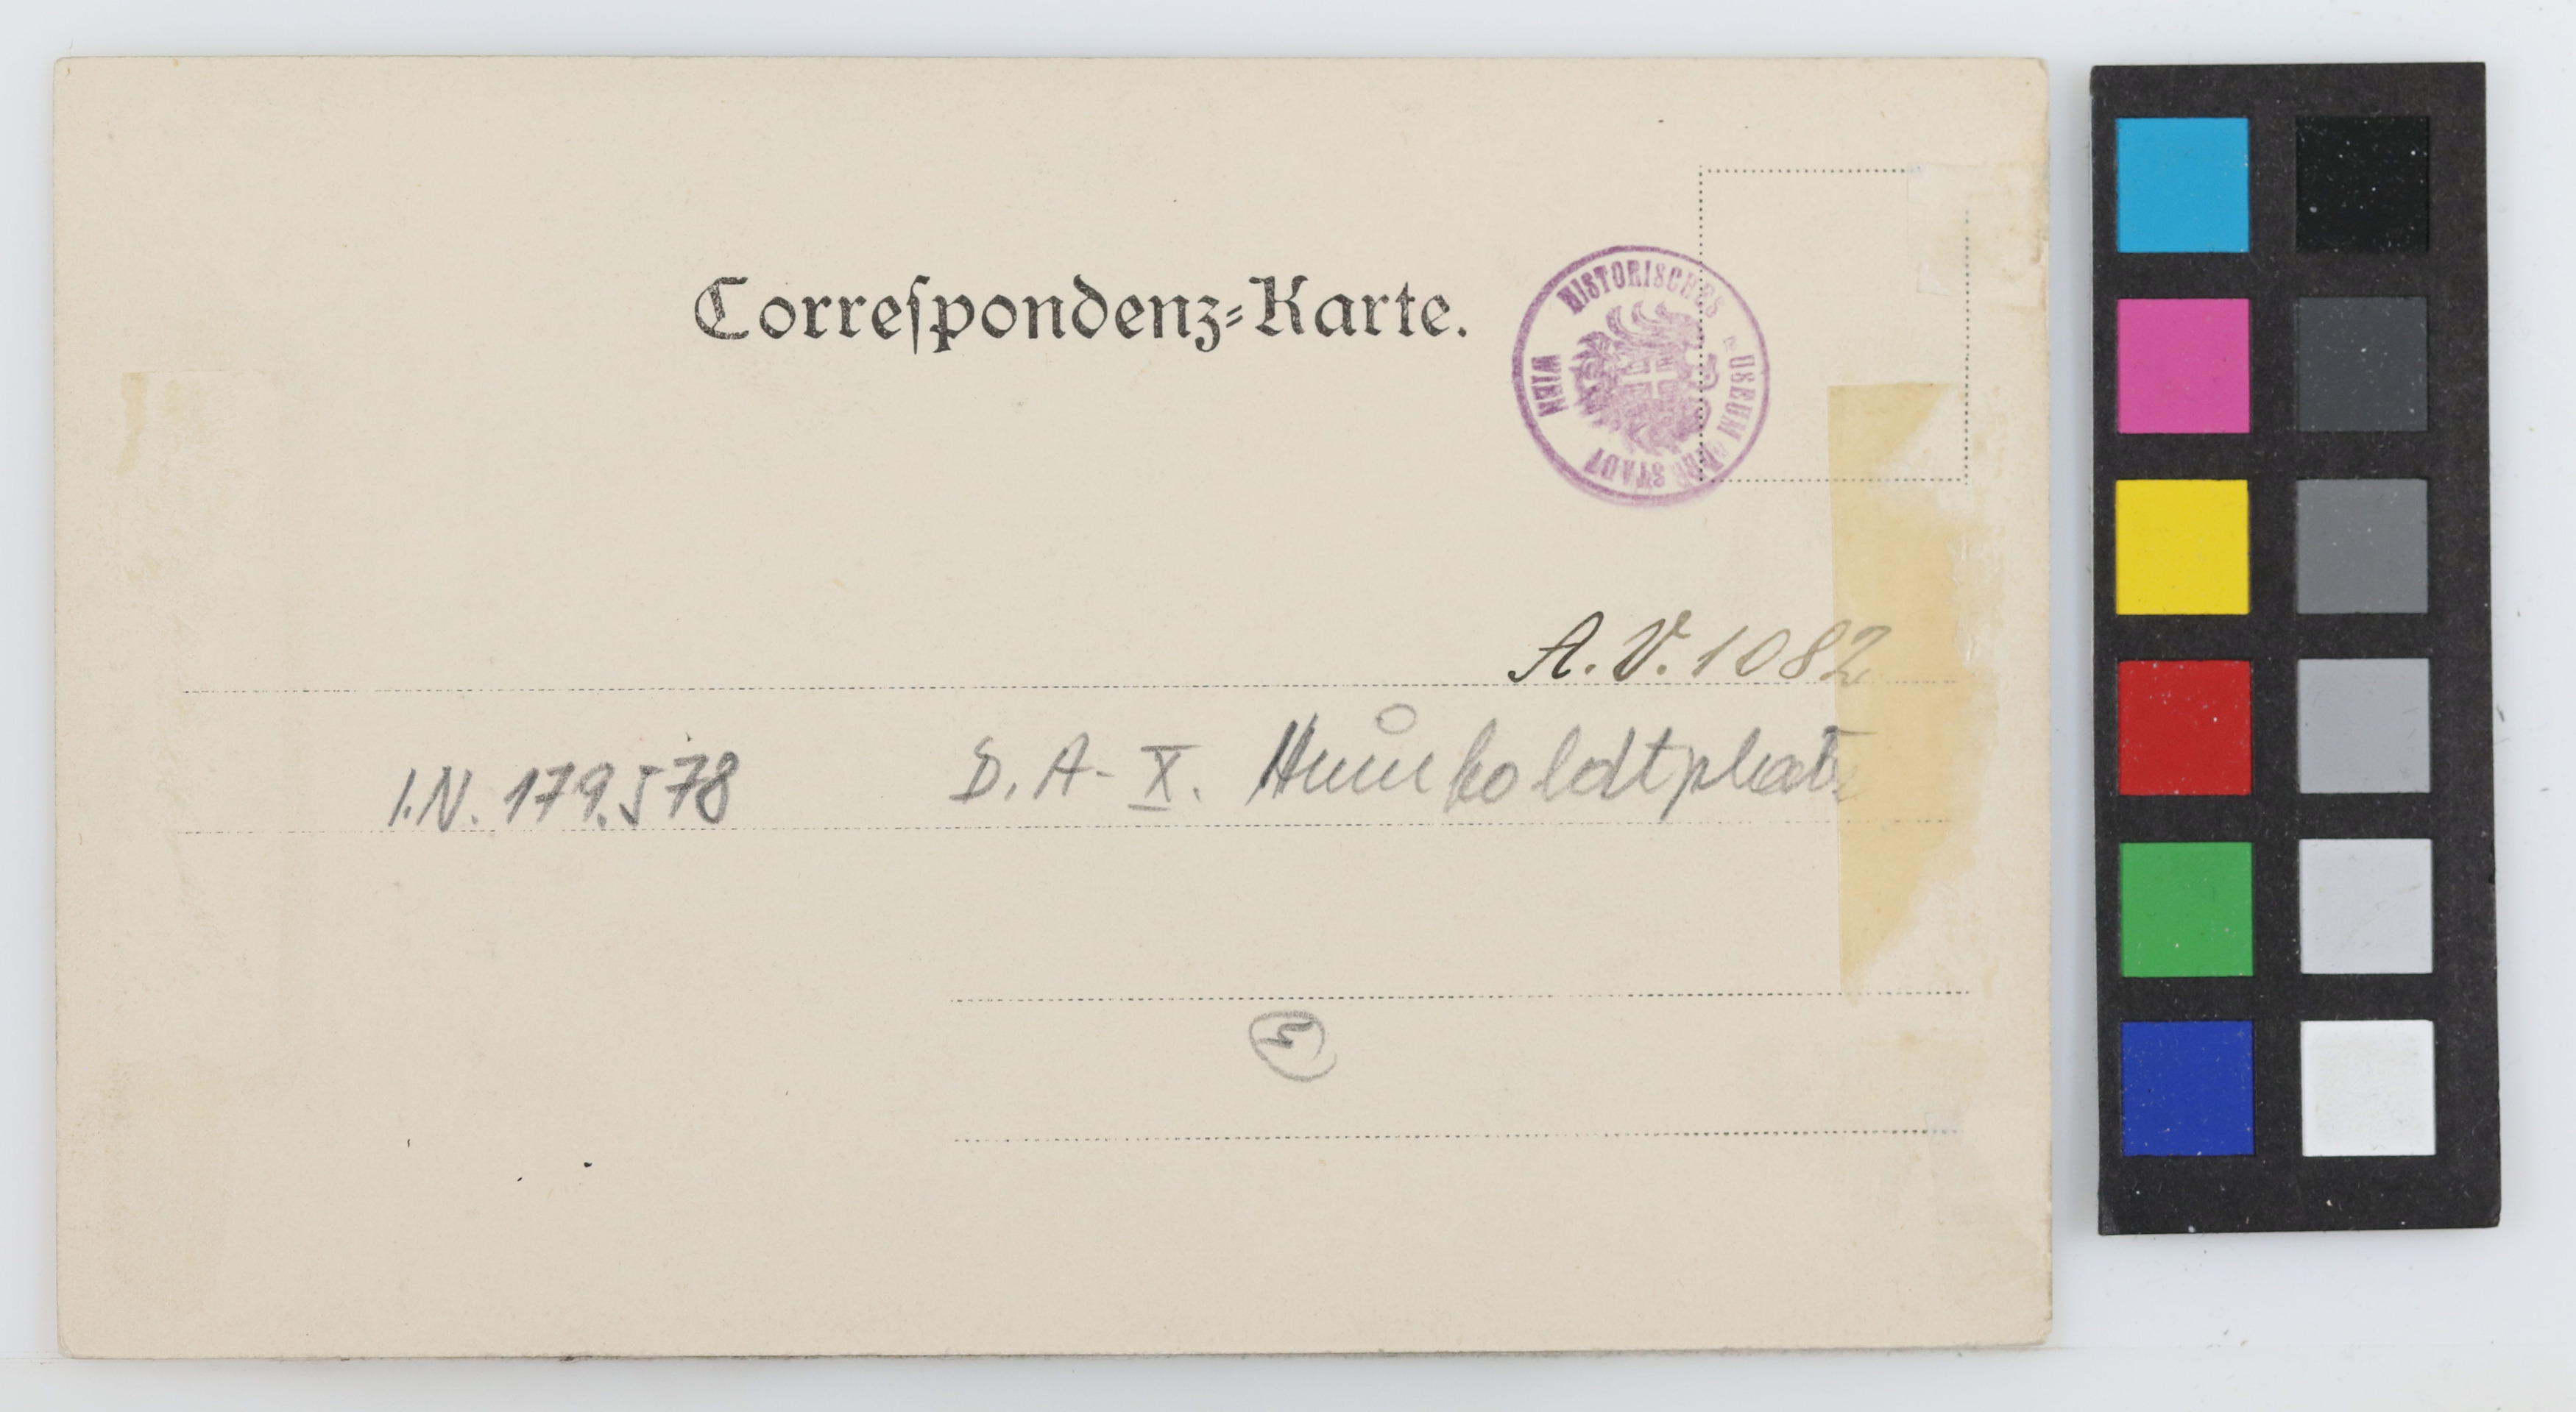 Correſpondenz-Karte.
HISTORISCHES MUSEUM DER STADT WIEN
A. V. 1082
I.N. 179.578
D. A- X. Humboldtplatz